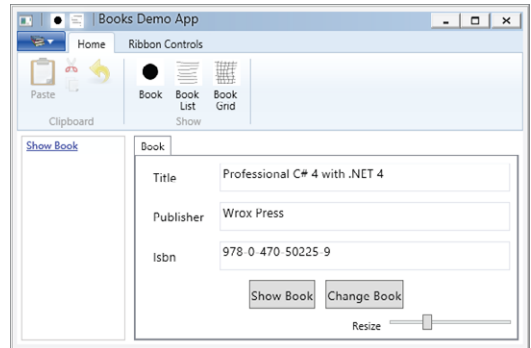 Books Demo App
Home Ribbon Controls
Paste Book Book List Book Grid
Clipboard Show
Show Book Book
Title Professional C# 4 with .NET 4
Publisher Wrox Press
Isbn 978-0-470-50225-9
Show Book Change Book
Resize